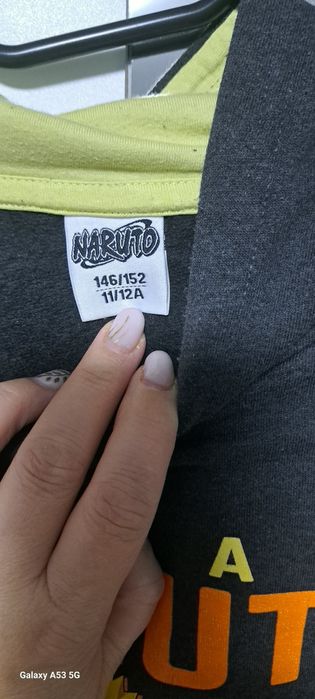 NARUTO
146/152
11/12A
A
UT
Galaxy A53 5G